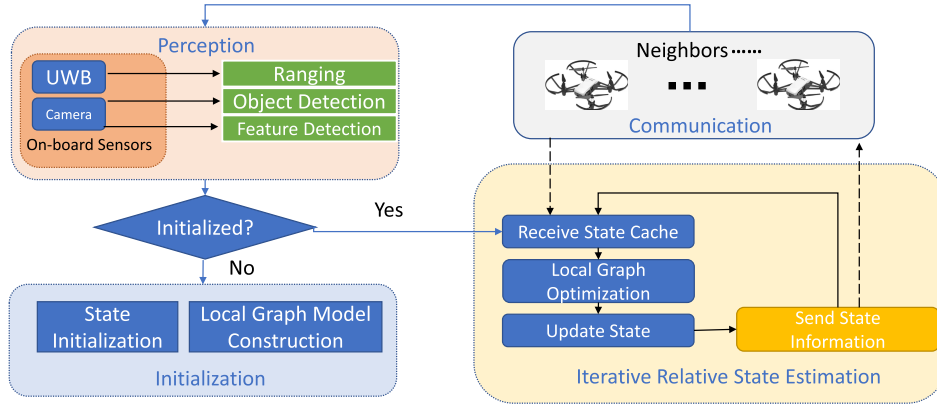 Perception
UWB
Camera
On-board Sensors
Ranging
Object Detection
Feature Detection
Neighbors ······
Communication
Initialized?
Yes
No
State
Initialization
Local Graph Model
Construction
Initialization
Receive State Cache
Local Graph
Optimization
Update State
Send State
Information
Iterative Relative State Estimation